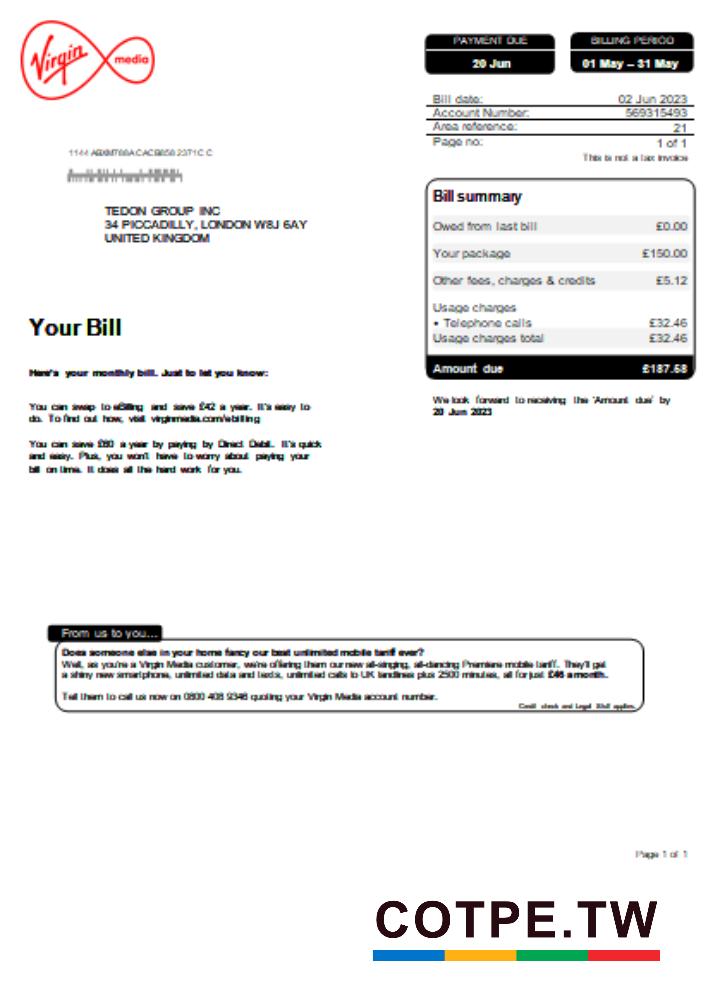 Virgin media
PAYMENT DUE
20 Jun
BILLING PERIOD
01 May – 31 May
Bill date: 02 Jun 2023
Account Number: 569315493
Area reference: 21
Page no: 1 of 1
This is not a tax invoice
TEDON GROUP INC
34 PICCADILLY, LONDON W8J 6AY
UNITED KINGDOM
Bill summary
Owed from last bill £0.00
Your package £150.00
Other fees, charges & credits £5.12
Usage charges
• Telephone calls £32.46
Usage charges total £32.46
Amount due £187.58
We look forward to receiving the 'Amount due' by
20 Jun 2023
Your Bill
Here's your monthly bill. Just to let you know:
You can swap to eBilling and save £42 a year. It's easy to
do. To find out how, visit virginmedia.com/ebilling
You can save £60 a year by paying by Direct Debit. It's quick
and easy. Plus, you won't have to worry about paying your
bill on time. It does all the hard work for you.
From us to you...
Does someone else in your home fancy our best unlimited mobile tariff ever?
Well, as you're a Virgin Media customer, we're offering them our new all-singing, all-dancing Premiere mobile tariff. They'll get
a shiny new smartphone, unlimited data and texts, unlimited calls to UK landlines plus 2500 minutes, all for just £46 a month.
Tell them to call us now on 0800 408 9346 quoting your Virgin Media account number.
Credit check and Legal Stuff applies.
Page 1 of 1
COTPE.TW